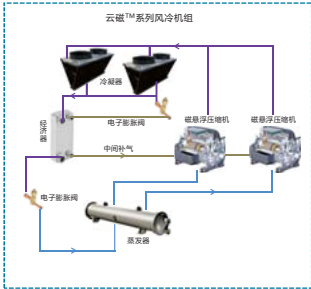 云磁™系列风冷机组
冷凝器
电子膨胀阀
磁悬浮压缩机
磁悬浮压缩机
经济器
中间补气
电子膨胀阀
蒸发器